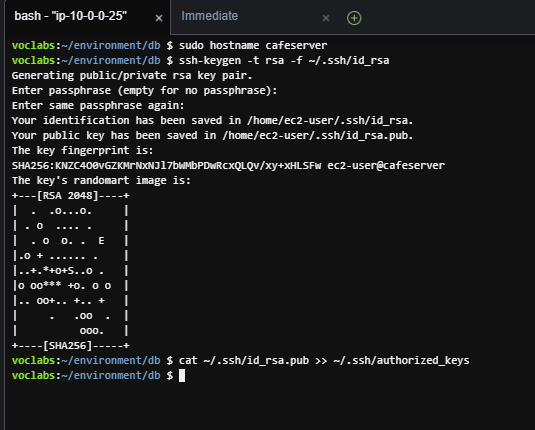 bash - "ip-10-0-0-25" × Immediate ×
voclabs:~/environment/db $ sudo hostname cafeserver
voclabs:~/environment/db $ ssh-keygen -t rsa -f ~/.ssh/id_rsa
Generating public/private rsa key pair.
Enter passphrase (empty for no passphrase):
Enter same passphrase again:
Your identification has been saved in /home/ec2-user/.ssh/id_rsa.
Your public key has been saved in /home/ec2-user/.ssh/id_rsa.pub.
The key fingerprint is:
SHA256:KNZC4O0vGZKMrNxNJl7bWMbPDwRcxQLQv/xy+xHLSFw ec2-user@cafeserver
The key's randomart image is:
+---[RSA 2048]----+
|  .  .o...o.     |
| . o  .... .     |
|  . o  o. .  E   |
|.o + ...... .    |
|..+.*+o+S..o .   |
|o oo*** +o. o o  |
|.. oo+.. +.. +   |
|     .   .oo  .  |
|          ooo.   |
+----[SHA256]-----+
voclabs:~/environment/db $ cat ~/.ssh/id_rsa.pub >> ~/.ssh/authorized_keys
voclabs:~/environment/db $